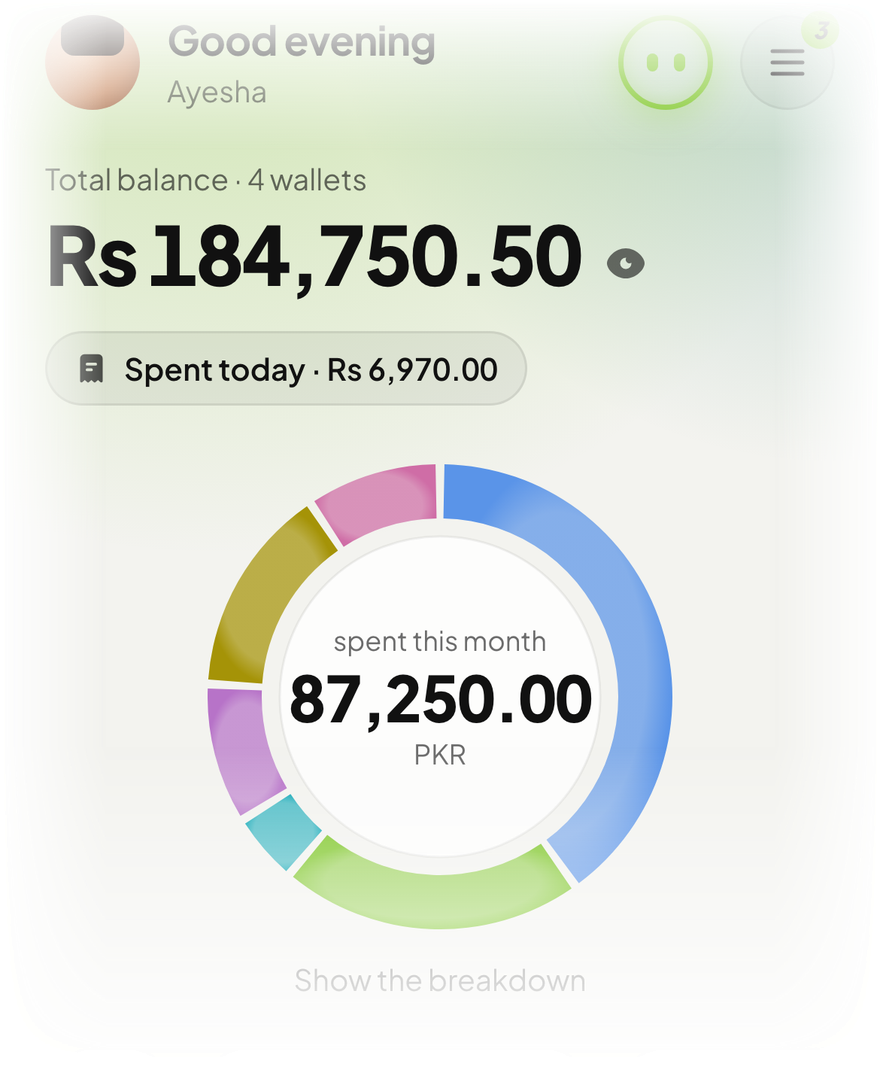 Good evening
Ayesha
3
Total balance · 4 wallets
Rs 184,750.50
Spent today · Rs 6,970.00
spent this month
87,250.00
PKR
Show the breakdown